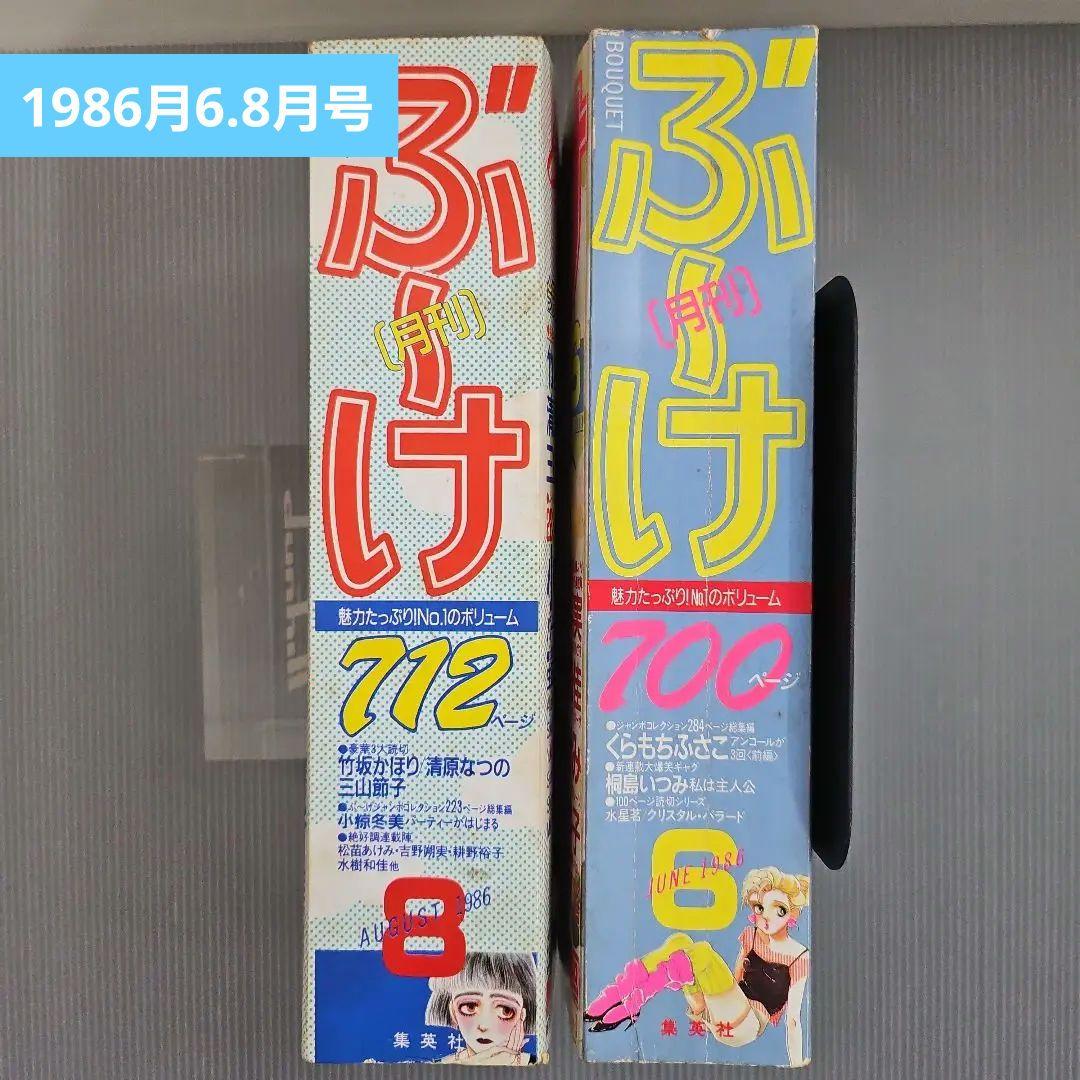 1986月6.8月号
ぶーけ
〔月刊〕
魅力たっぷり!No.1のボリューム
712ページ
●豪華3大読切
竹坂かほり/清原なつの
三山節子
●ぶ〜けジャンボコレクション223ページ総集編
小椋冬美パーティーがはじまる
●絶好調連載陣
松苗あけみ・吉野朔実・耕野裕子
水樹和佳他
8
AUGUST 1986
集英社
BOUQUET
ぶーけ
〔月刊〕
魅力たっぷり!No.1のボリューム
700ページ
●ジャンボコレクション284ページ総集編
くらもちふさこアンコールが
3回〈前編〉
●新連載大爆笑ギャグ
桐島いつみ私は主人公
●100ページ読切シリーズ
水星茗/クリスタル・バラード
6
JUNE 1986
集英社